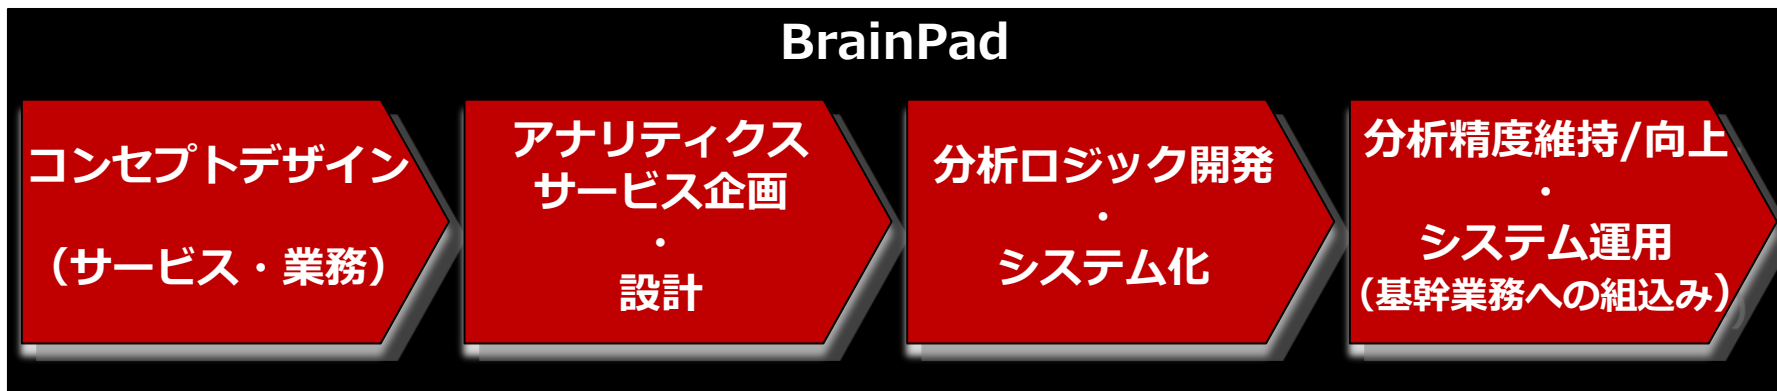 BrainPad
コンセプトデザイン
（サービス・業務）
アナリティクス
サービス企画
・
設計
分析ロジック開発
・
システム化
分析精度維持/向上
・
システム運用
（基幹業務への組込み）